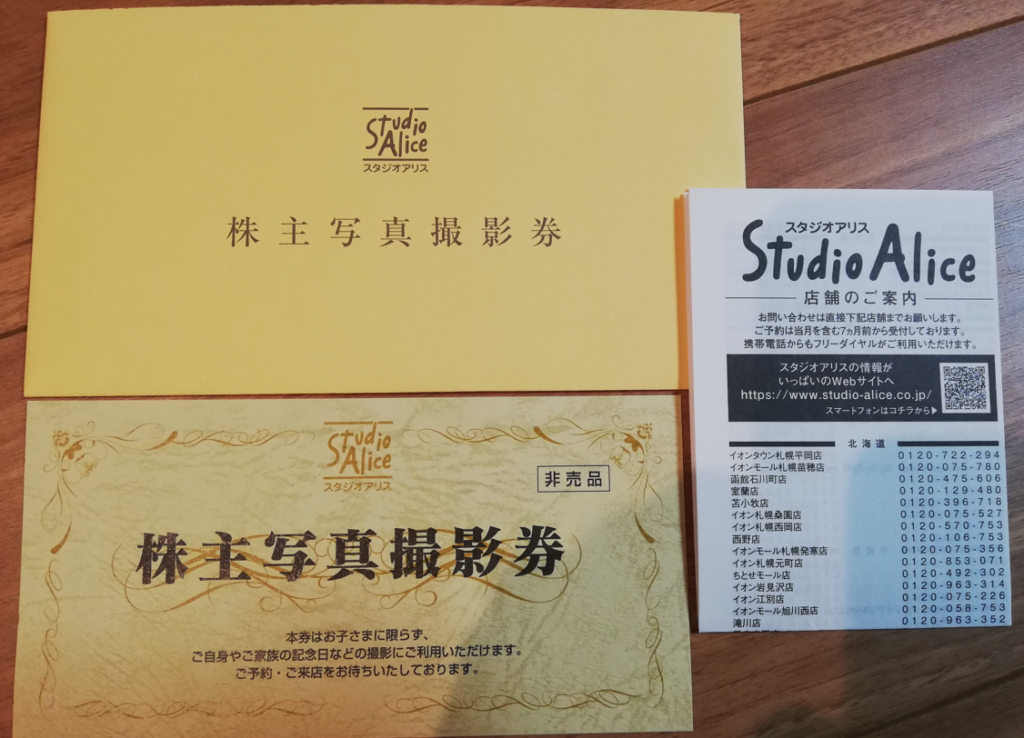 Studio
Alice
スタジオアリス
株主写真撮影券
Studio
Alice
スタジオアリス
非売品
株主写真撮影券
本券はお子さまに限らず、
ご自身やご家族の記念日などの撮影にご利用いただけます。
ご予約・ご来店をお待ちいたしております。
スタジオアリス
Studio Alice
店舗のご案内
お問い合わせは直接下記店舗までお願いします。
ご予約は当月を含む7ヵ月前から受付しております。
携帯電話からもフリーダイヤルがご利用いただけます。
スタジオアリスの情報が
いっぱいのWebサイトへ
https://www.studio-alice.co.jp/
スマートフォンはコチラから▶
北海道
イオンタウン札幌平岡店 0120-722-294
イオンモール札幌苗穂店 0120-075-780
函館石川町店 0120-475-606
室蘭店 0120-129-480
苫小牧店 0120-396-718
イオン札幌桑園店 0120-075-527
イオン札幌西岡店 0120-570-753
西野店 0120-106-753
イオンモール札幌発寒店 0120-075-356
イオン札幌元町店 0120-853-071
ちとせモール店 0120-492-302
イオン岩見沢店 0120-963-314
イオン江別店 0120-075-226
イオンモール旭川西店 0120-058-753
滝川店 0120-963-352